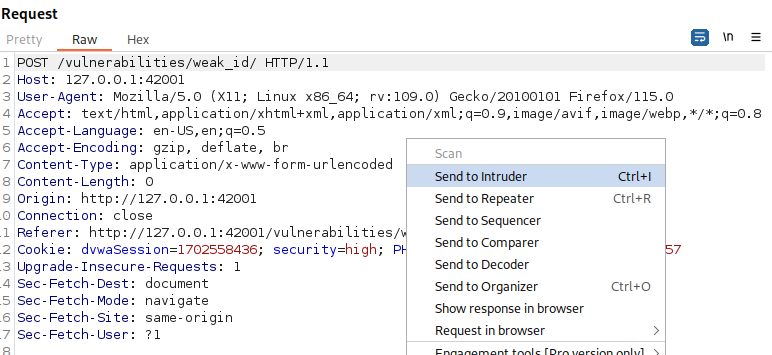 Request
Pretty Raw Hex \n
1 POST /vulnerabilities/weak_id/ HTTP/1.1
2 Host: 127.0.0.1:42001
3 User-Agent: Mozilla/5.0 (X11; Linux x86_64; rv:109.0) Gecko/20100101 Firefox/115.0
4 Accept: text/html,application/xhtml+xml,application/xml;q=0.9,image/avif,image/webp,*/*;q=0.8
5 Accept-Language: en-US,en;q=0.5
6 Accept-Encoding: gzip, deflate, br
7 Content-Type: application/x-www-form-urlencoded
8 Content-Length: 0
9 Origin: http://127.0.0.1:42001
10 Connection: close
11 Referer: http://127.0.0.1:42001/vulnerabilities/w
12 Cookie: dvwaSession=1702558436; security=high; PH 57
13 Upgrade-Insecure-Requests: 1
14 Sec-Fetch-Dest: document
15 Sec-Fetch-Mode: navigate
16 Sec-Fetch-Site: same-origin
17 Sec-Fetch-User: ?1
Scan
Send to Intruder Ctrl+I
Send to Repeater Ctrl+R
Send to Sequencer
Send to Comparer
Send to Decoder
Send to Organizer Ctrl+O
Show response in browser
Request in browser
Engagement tools [Pro version only]